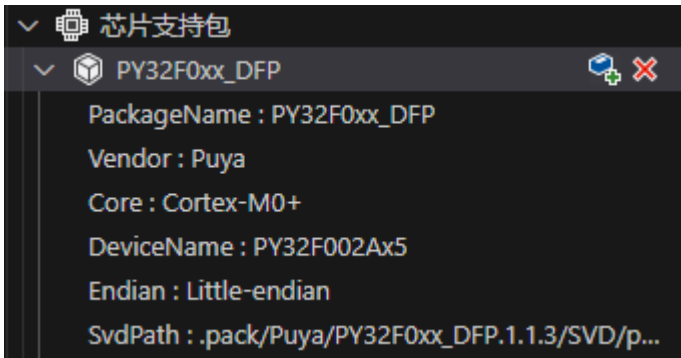 芯片支持包
PY32F0xx_DFP
PackageName : PY32F0xx_DFP
Vendor : Puya
Core : Cortex-M0+
DeviceName : PY32F002Ax5
Endian : Little-endian
SvdPath : .pack/Puya/PY32F0xx_DFP.1.1.3/SVD/p...